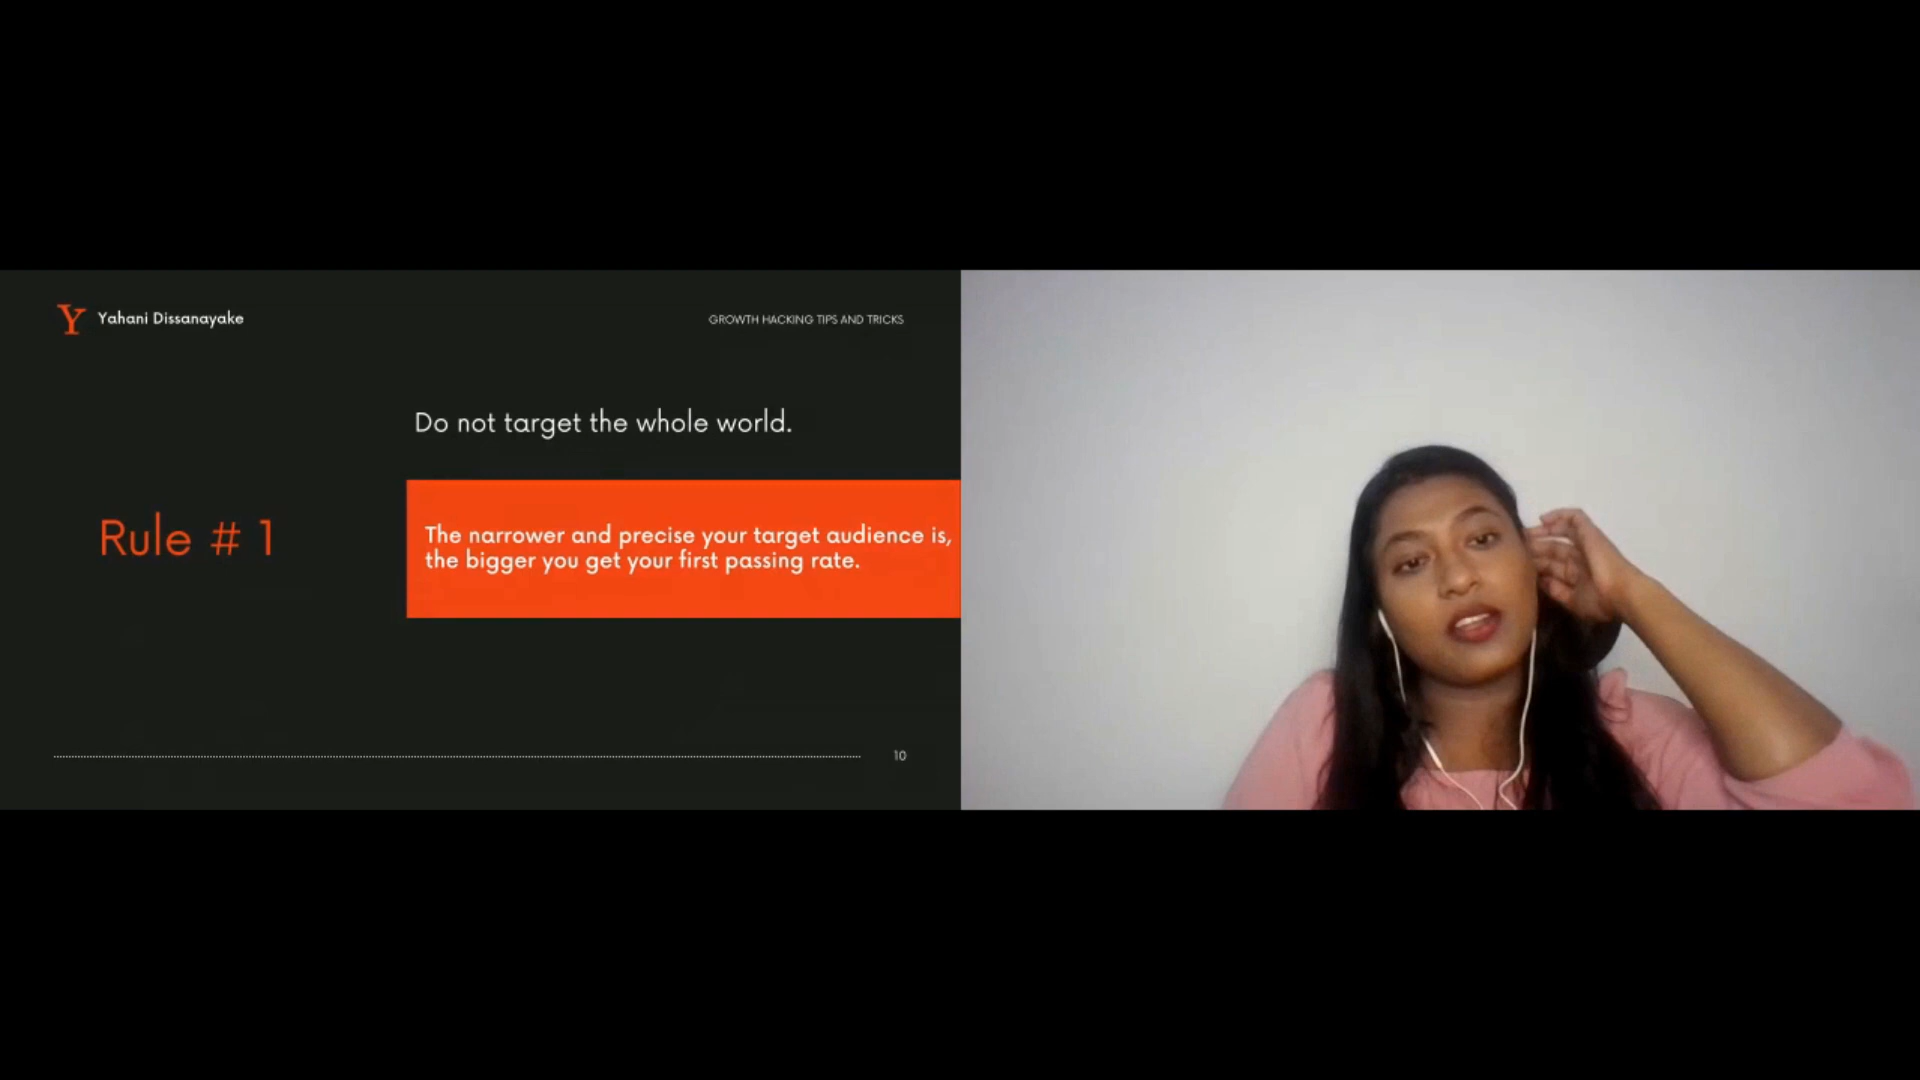 Y Yahani Dissanayake
GROWTH HACKING TIPS AND TRICKS
Do not target the whole world.
Rule # 1
The narrower and precise your target audience is,
the bigger you get your first passing rate.
10